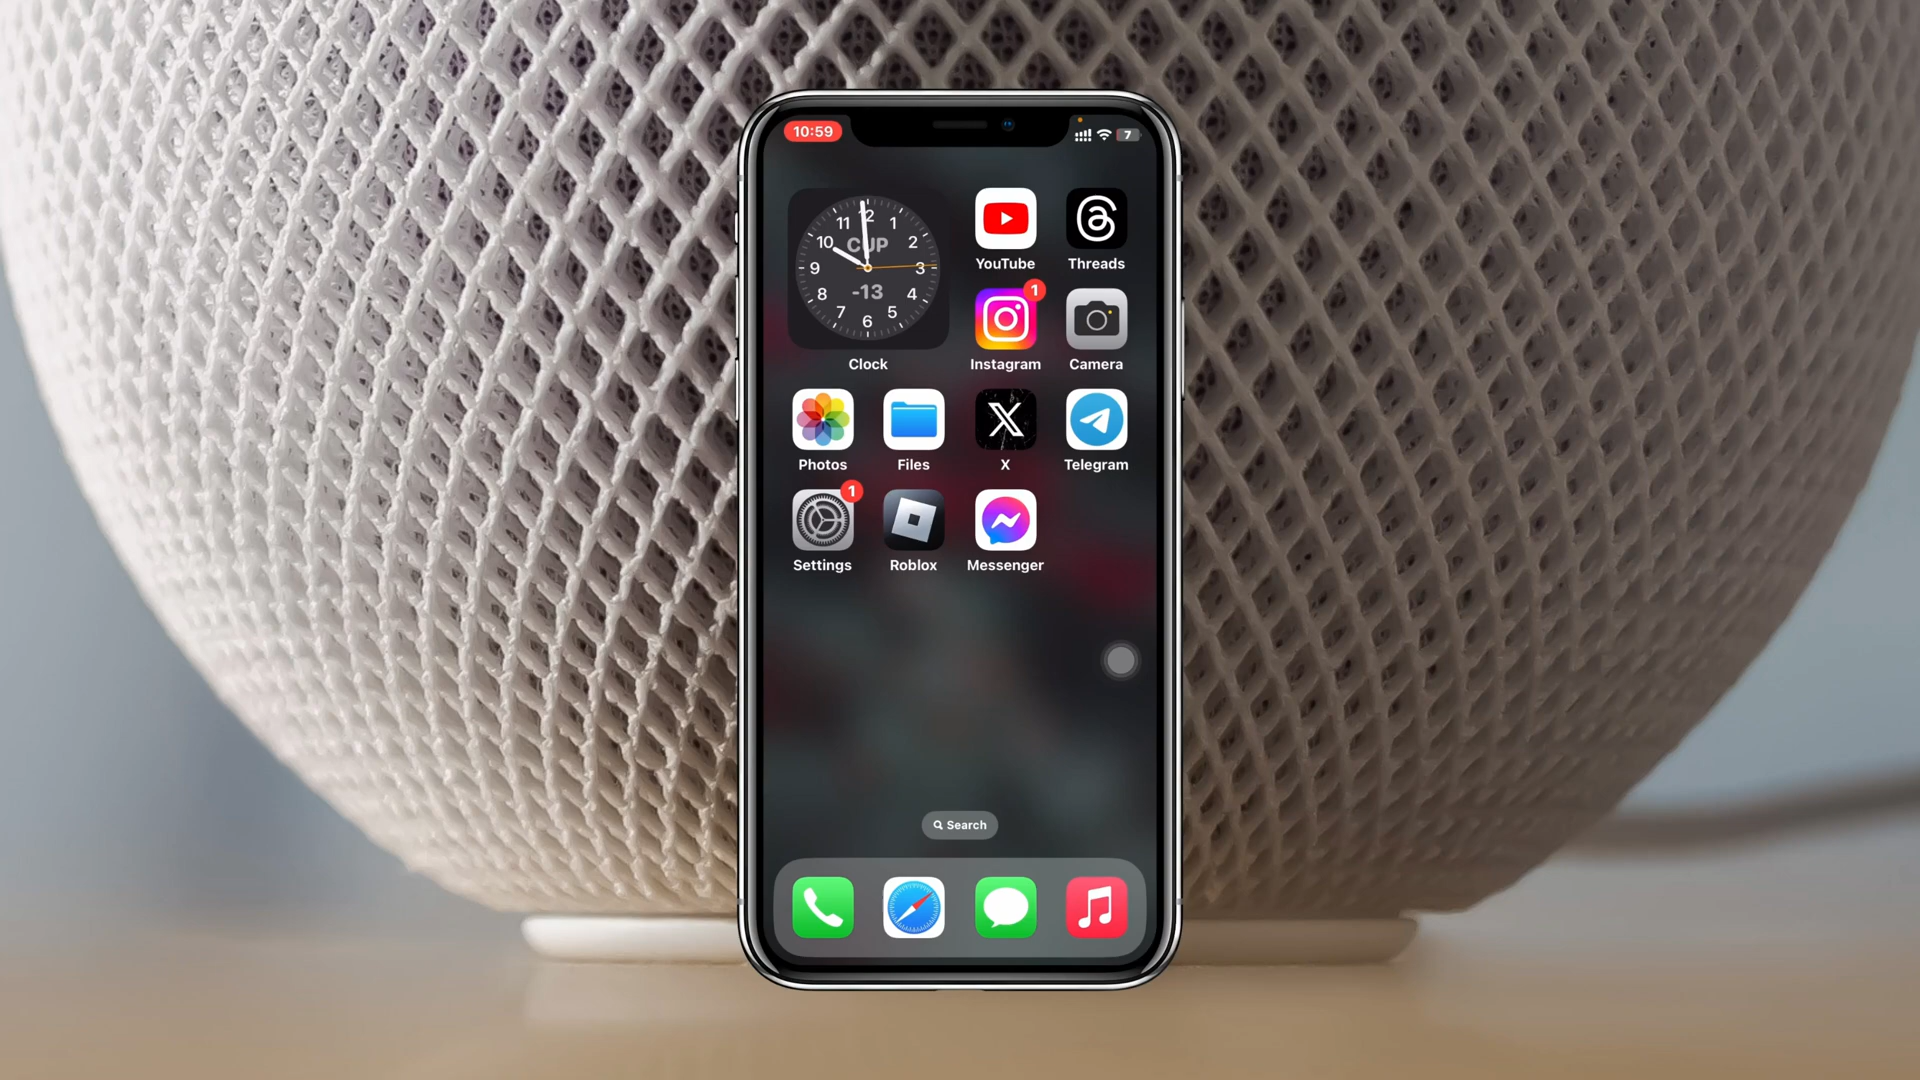 10:59
7
11 12 1
10 CUP 2
9 3
8 -13 4
7 6 5
Clock
YouTube
Threads
1
Instagram
Camera
Photos
Files
X
Telegram
1
Settings
Roblox
Messenger
Search